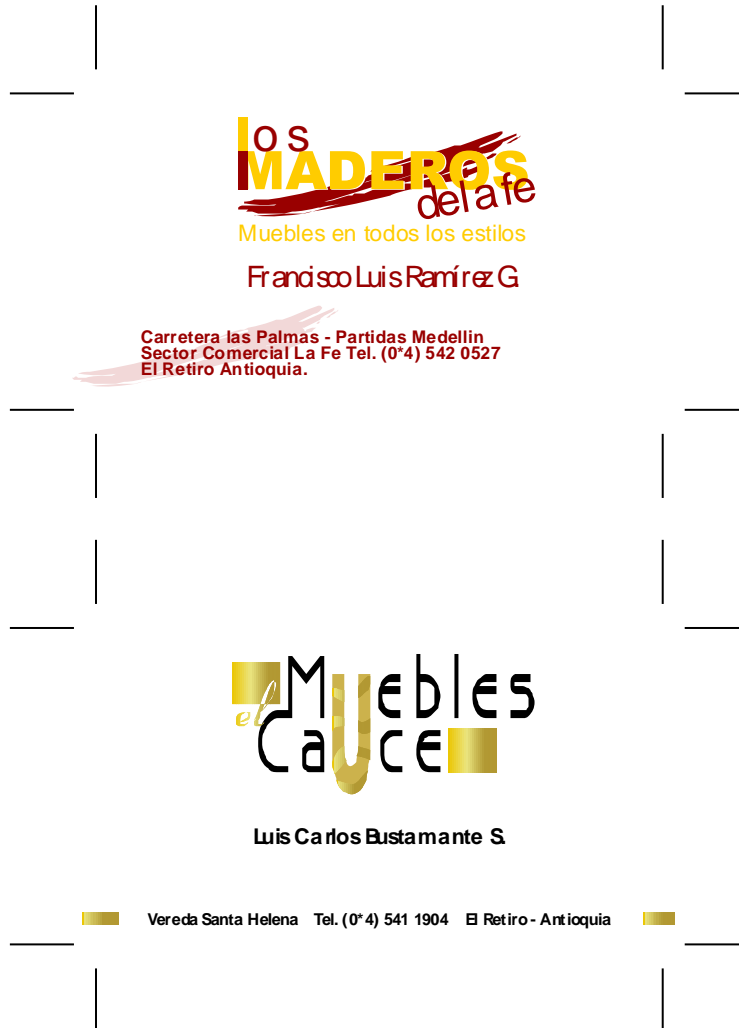 los
MADEROS
de la fe
Muebles en todos los estilos
Francisco Luis Ramírez G.
Carretera las Palmas - Partidas Medellin
Sector Comercial La Fe Tel. (0*4) 542 0527
El Retiro Antioquia.
Muebles
el
Cauce
Luis Carlos Bustamante S.
Vereda Santa Helena Tel. (0*4) 541 1904 El Retiro - Antioquia